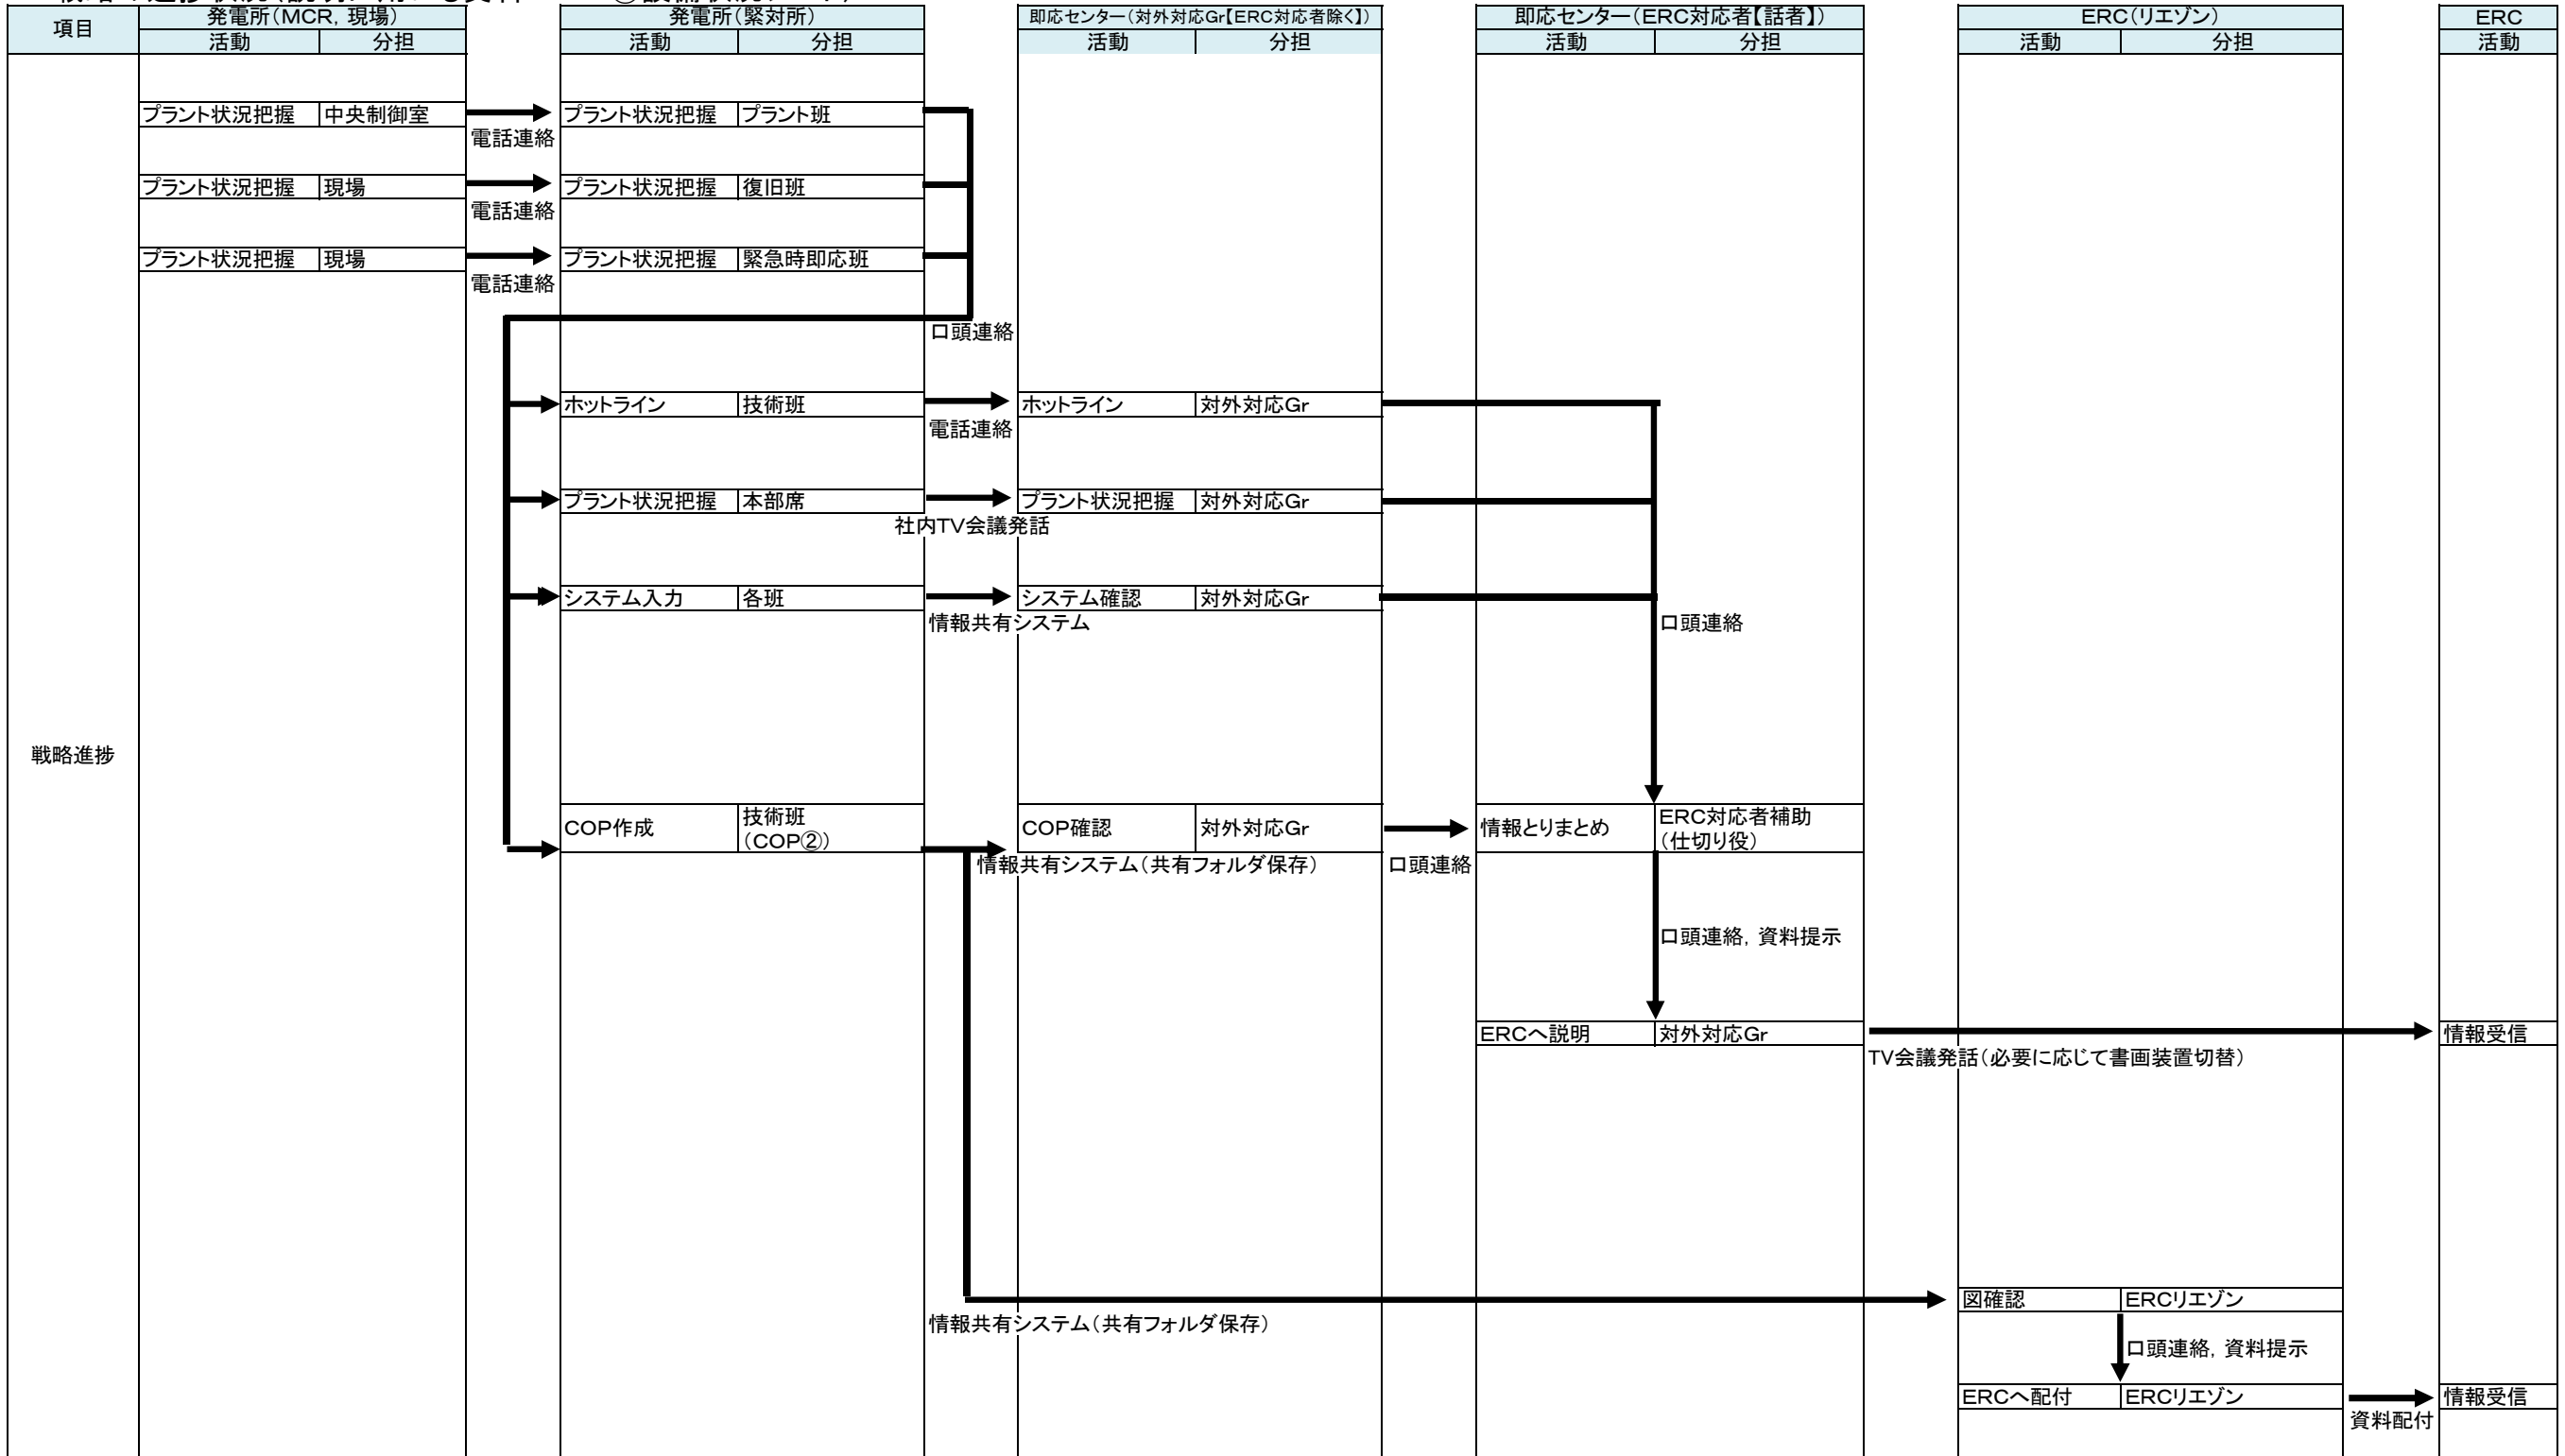 項目
発電所（MCR，現場）
発電所（緊対所）
即応センター（対外対応Gr【ERC対応者除く】）
即応センター（ERC対応者【話者】）
ERC（リエゾン）
ERC
活動
分担
活動
分担
活動
分担
活動
分担
活動
分担
活動
プラント状況把握
中央制御室
プラント状況把握
プラント班
電話連絡
プラント状況把握
現場
プラント状況把握
復旧班
電話連絡
プラント状況把握
現場
プラント状況把握
緊急時即応班
電話連絡
口頭連絡
ホットライン
技術班
ホットライン
対外対応Gr
電話連絡
プラント状況把握
本部席
プラント状況把握
対外対応Gr
社内TV会議発話
システム入力
各班
システム確認
対外対応Gr
情報共有システム
口頭連絡
戦略進捗
COP作成
技術班
（COP②）
COP確認
対外対応Gr
情報とりまとめ
ERC対応者補助
（仕切り役）
情報共有システム（共有フォルダ保存）
口頭連絡
口頭連絡，資料提示
ERCへ説明
対外対応Gr
情報受信
TV会議発話（必要に応じて書画装置切替）
図確認
ERCリエゾン
情報共有システム（共有フォルダ保存）
口頭連絡，資料提示
ERCへ配付
ERCリエゾン
情報受信
資料配付